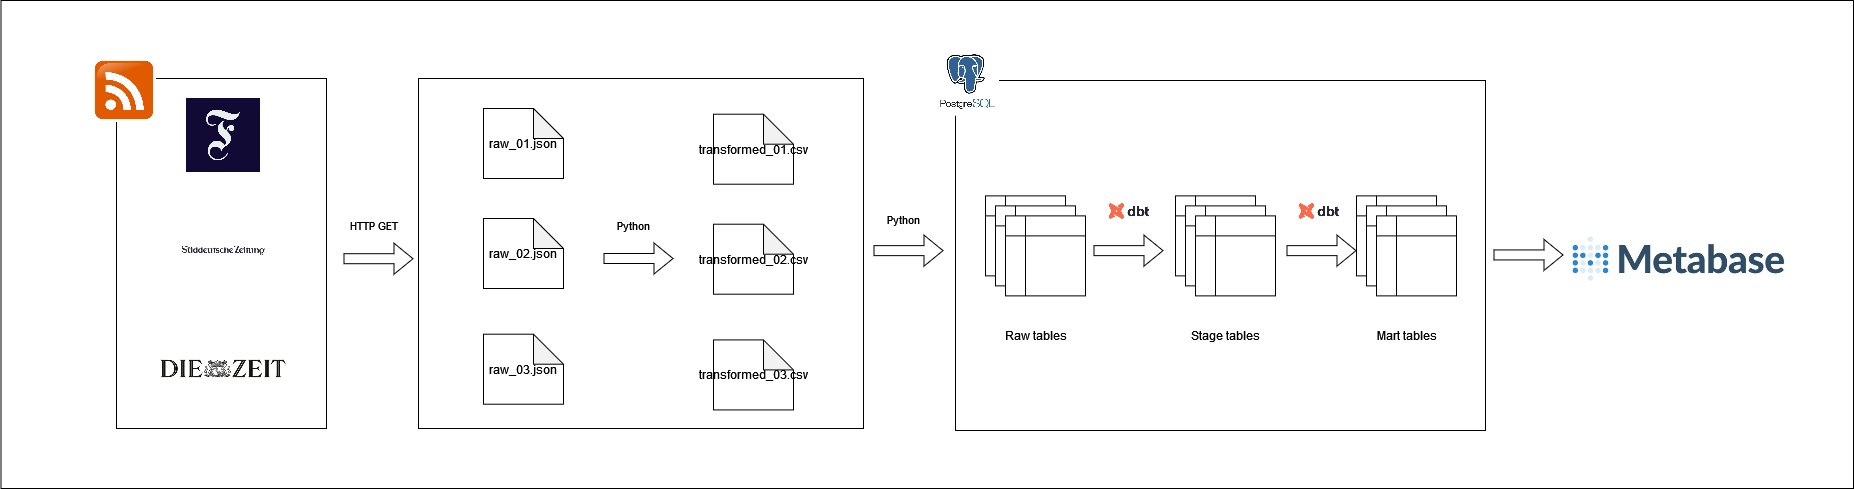 F
Süddeutsche Zeitung
DIE ZEIT
HTTP GET
raw_01.json
raw_02.json
raw_03.json
Python
transformed_01.csv
transformed_02.csv
transformed_03.csv
Python
PostgreSQL
Raw tables
dbt
Stage tables
dbt
Mart tables
Metabase